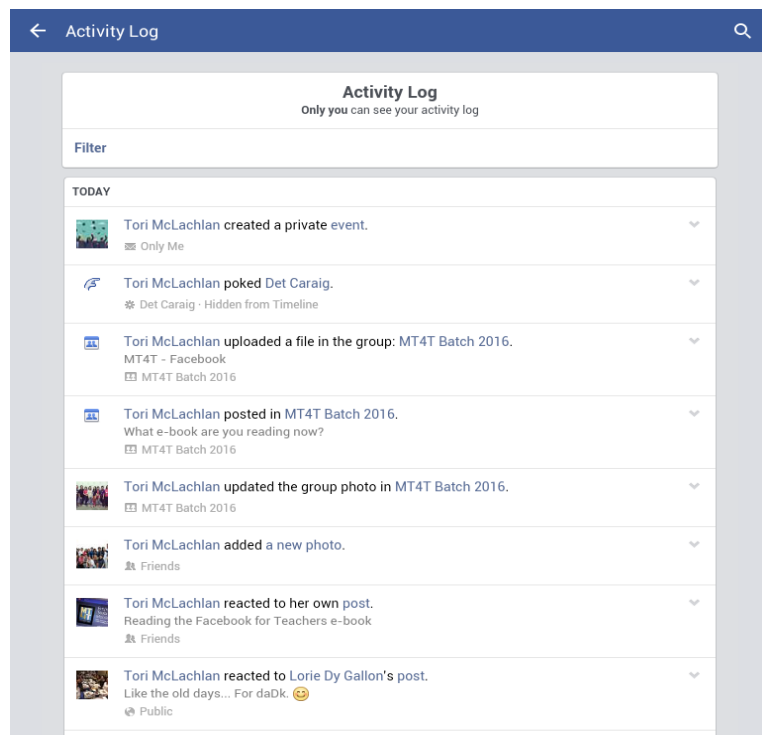 Activity Log
Activity Log
Only you can see your activity log
Filter
TODAY
Tori McLachlan created a private event.
Only Me
Tori McLachlan poked Det Caraig.
Det Caraig · Hidden from Timeline
Tori McLachlan uploaded a file in the group: MT4T Batch 2016.
MT4T - Facebook
MT4T Batch 2016
Tori McLachlan posted in MT4T Batch 2016.
What e-book are you reading now?
MT4T Batch 2016
Tori McLachlan updated the group photo in MT4T Batch 2016.
MT4T Batch 2016
Tori McLachlan added a new photo.
Friends
Tori McLachlan reacted to her own post.
Reading the Facebook for Teachers e-book
Friends
Tori McLachlan reacted to Lorie Dy Gallon's post.
Like the old days... For daDk. 😊
Public